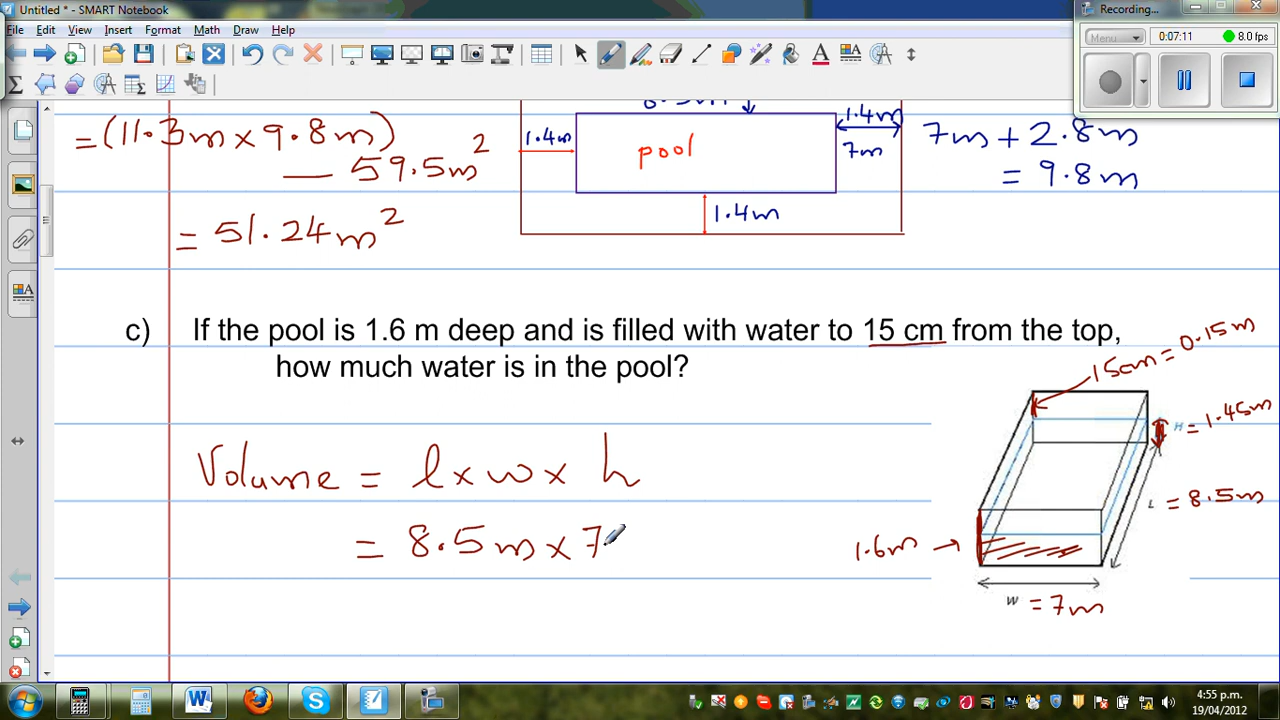 Untitled * - SMART Notebook
Recording...
File Edit View Insert Format Math Draw Help
Menu
0:07:11
8.0 fps
=(11.3m x 9.8m)
— 59.5m²
= 51.24m²
1.4m
pool
1.4m
7m
1.4m
7m + 2.8m
= 9.8m
c) If the pool is 1.6 m deep and is filled with water to 15 cm from the top,
how much water is in the pool?
15cm = 0.15m
H = 1.45m
L = 8.5m
1.6m →
W = 7m
Volume = l x w x h
= 8.5m x 7
4:55 p.m.
19/04/2012